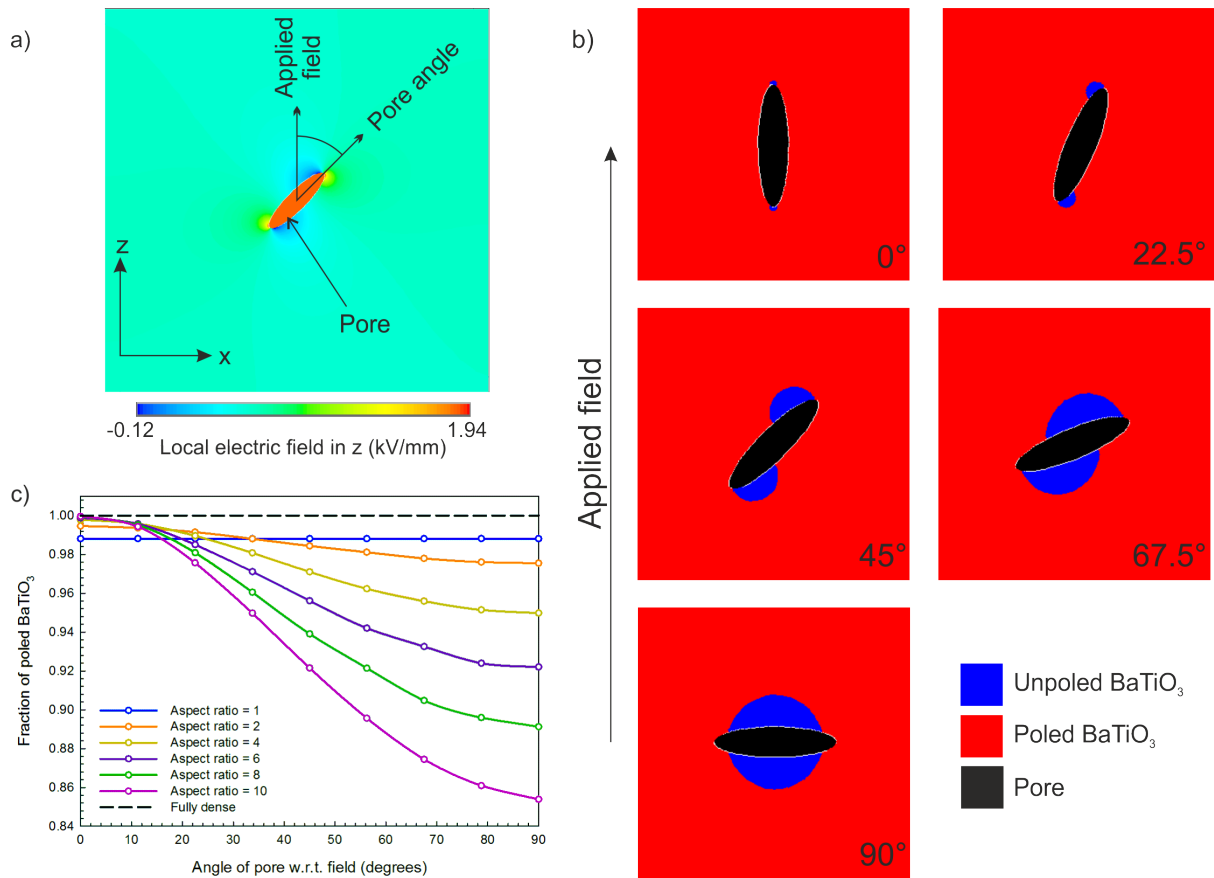 a)
Applied
field
Pore angle
Pore
z
x
-0.12
1.94
Local electric field in z (kV/mm)
b)
Applied field
0°
22.5°
45°
67.5°
90°
Unpoled BaTiO₃
Poled BaTiO₃
Pore
c)
Fraction of poled BaTiO₃
1.00
0.98
0.96
0.94
0.92
0.90
0.88
0.86
0.84
Aspect ratio = 1
Aspect ratio = 2
Aspect ratio = 4
Aspect ratio = 6
Aspect ratio = 8
Aspect ratio = 10
Fully dense
0 10 20 30 40 50 60 70 80 90
Angle of pore w.r.t. field (degrees)